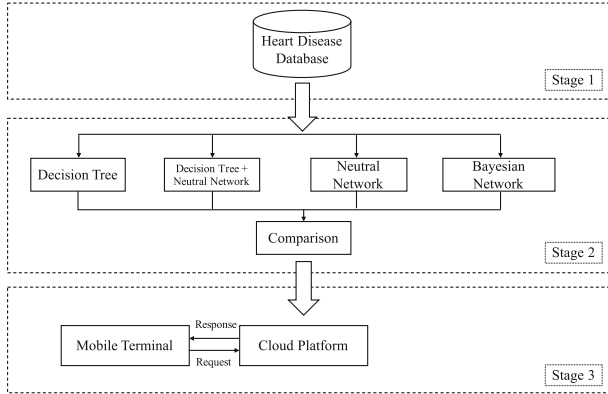 Heart Disease
Database
Stage 1
Decision Tree
Decision Tree +
Neutral Network
Neutral
Network
Bayesian
Network
Comparison
Stage 2
Response
Mobile Terminal
Cloud Platform
Request
Stage 3